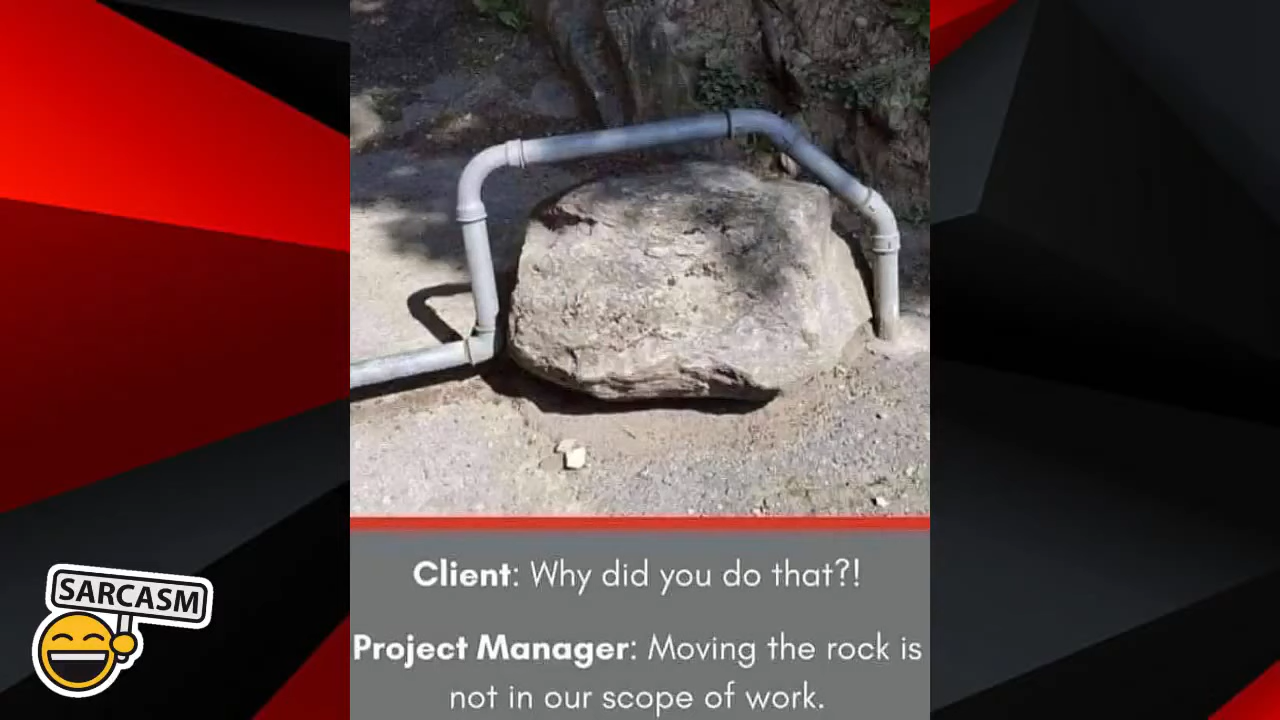 Client: Why did you do that?!
Project Manager: Moving the rock is
not in our scope of work.
SARCASM